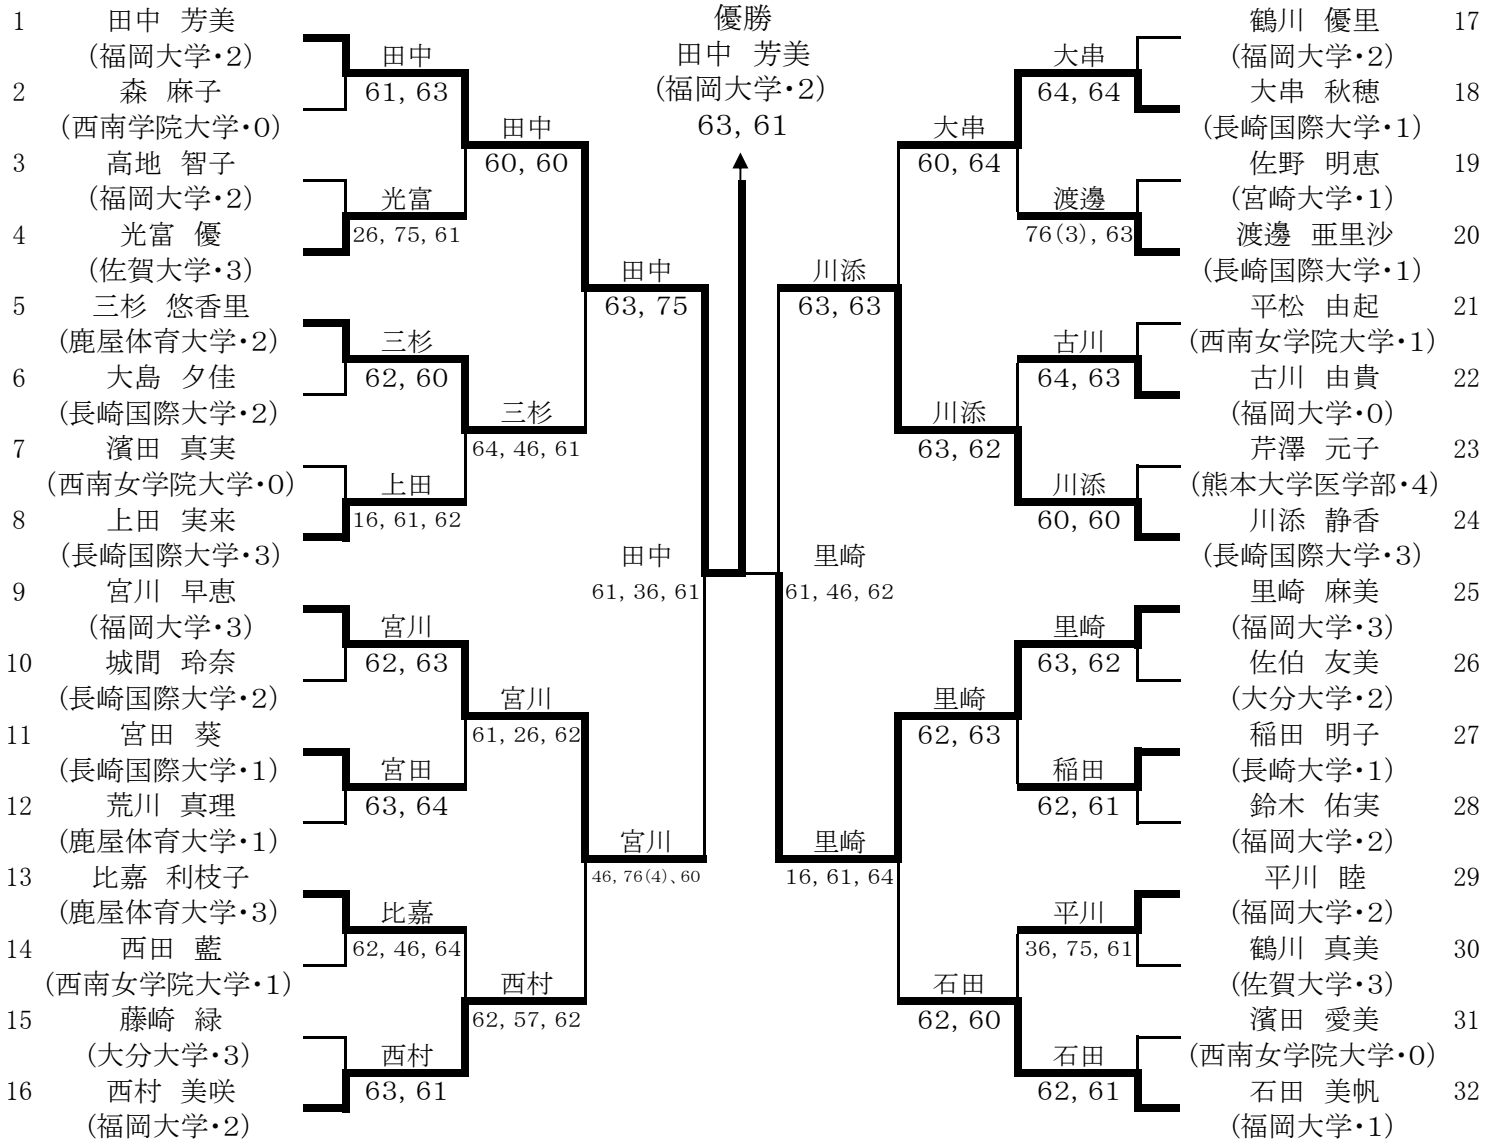 優勝
田中 芳美
(福岡大学・2)
63, 61
1 田中 芳美
(福岡大学・2)
2 森 麻子
(西南学院大学・0)
3 高地 智子
(福岡大学・2)
4 光富 優
(佐賀大学・3)
5 三杉 悠香里
(鹿屋体育大学・2)
6 大島 夕佳
(長崎国際大学・2)
7 濱田 真実
(西南女学院大学・0)
8 上田 実来
(長崎国際大学・3)
9 宮川 早恵
(福岡大学・3)
10 城間 玲奈
(長崎国際大学・2)
11 宮田 葵
(長崎国際大学・1)
12 荒川 真理
(鹿屋体育大学・1)
13 比嘉 利枝子
(鹿屋体育大学・3)
14 西田 藍
(西南女学院大学・1)
15 藤崎 緑
(大分大学・3)
16 西村 美咲
(福岡大学・2)
田中
61, 63
光富
26, 75, 61
三杉
62, 60
上田
16, 61, 62
宮川
62, 63
宮田
63, 64
比嘉
62, 46, 64
西村
63, 61
田中
60, 60
三杉
64, 46, 61
宮川
61, 26, 62
西村
62, 57, 62
田中
63, 75
宮川
46, 76(4)、60
田中
61, 36, 61
里崎
61, 46, 62
川添
63, 63
里崎
16, 61, 64
大串
60, 64
川添
63, 62
里崎
62, 63
石田
62, 60
大串
64, 64
渡邊
76(3), 63
古川
64, 63
川添
60, 60
里崎
63, 62
稲田
62, 61
平川
36, 75, 61
石田
62, 61
鶴川 優里 17
(福岡大学・2)
大串 秋穂 18
(長崎国際大学・1)
佐野 明恵 19
(宮崎大学・1)
渡邊 亜里沙 20
(長崎国際大学・1)
平松 由起 21
(西南女学院大学・1)
古川 由貴 22
(福岡大学・0)
芹澤 元子 23
(熊本大学医学部・4)
川添 静香 24
(長崎国際大学・3)
里崎 麻美 25
(福岡大学・3)
佐伯 友美 26
(大分大学・2)
稲田 明子 27
(長崎大学・1)
鈴木 佑実 28
(福岡大学・2)
平川 睦 29
(福岡大学・2)
鶴川 真美 30
(佐賀大学・3)
濱田 愛美 31
(西南女学院大学・0)
石田 美帆 32
(福岡大学・1)